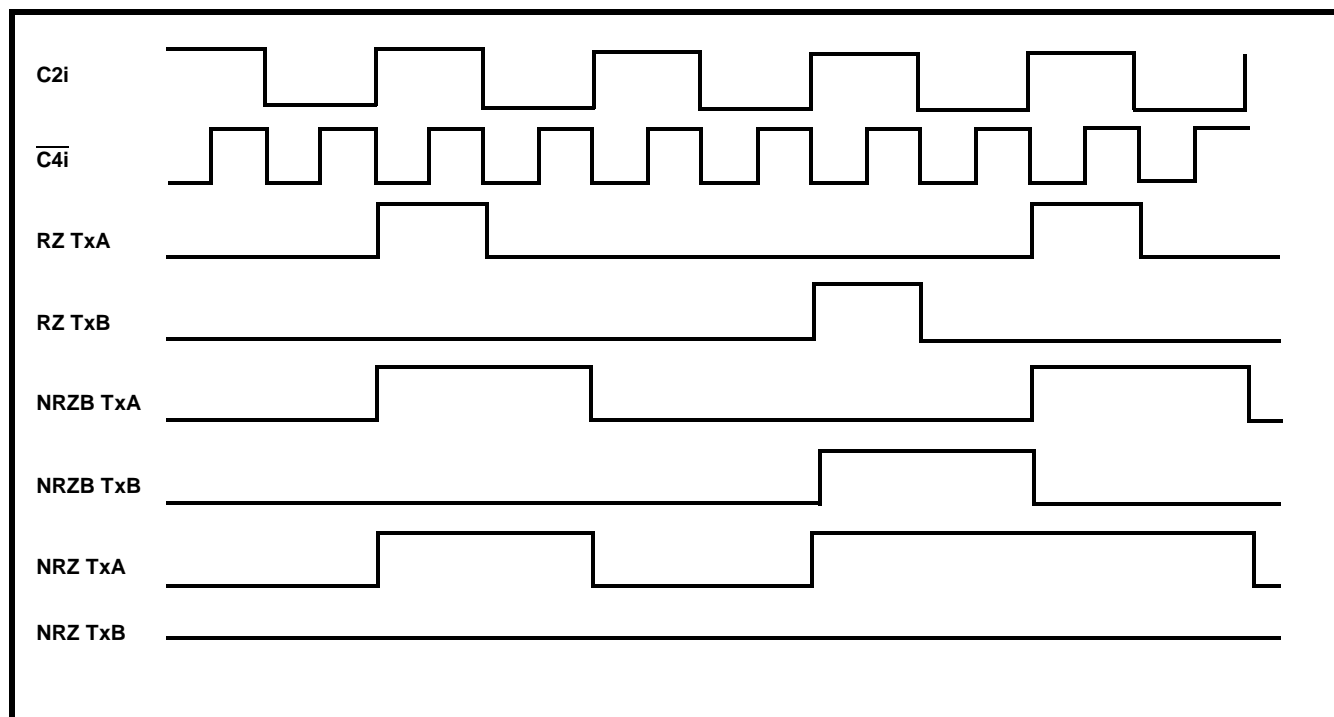 C2i
C4i
RZ TxA
RZ TxB
NRZB TxA
NRZB TxB
NRZ TxA
NRZ TxB